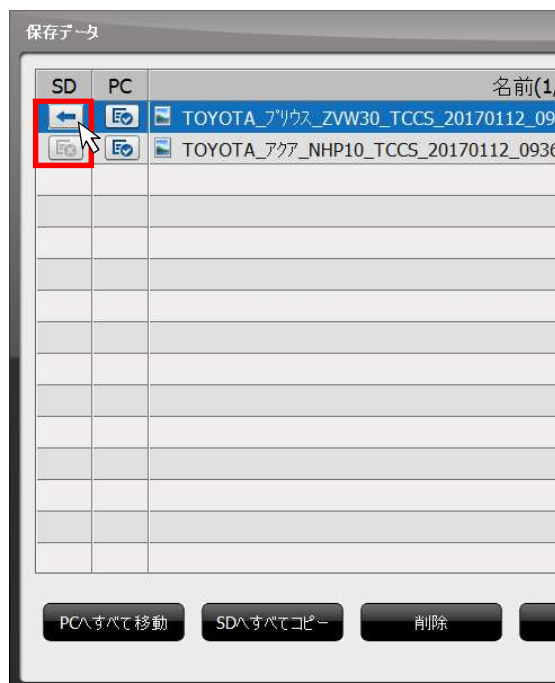 保存データ
SD PC 名前(1/
TOYOTA_プリウス_ZVW30_TCCS_20170112_09
TOYOTA_アクア_NHP10_TCCS_20170112_0936
PCへすべて移動 SDへすべてコピー 削除